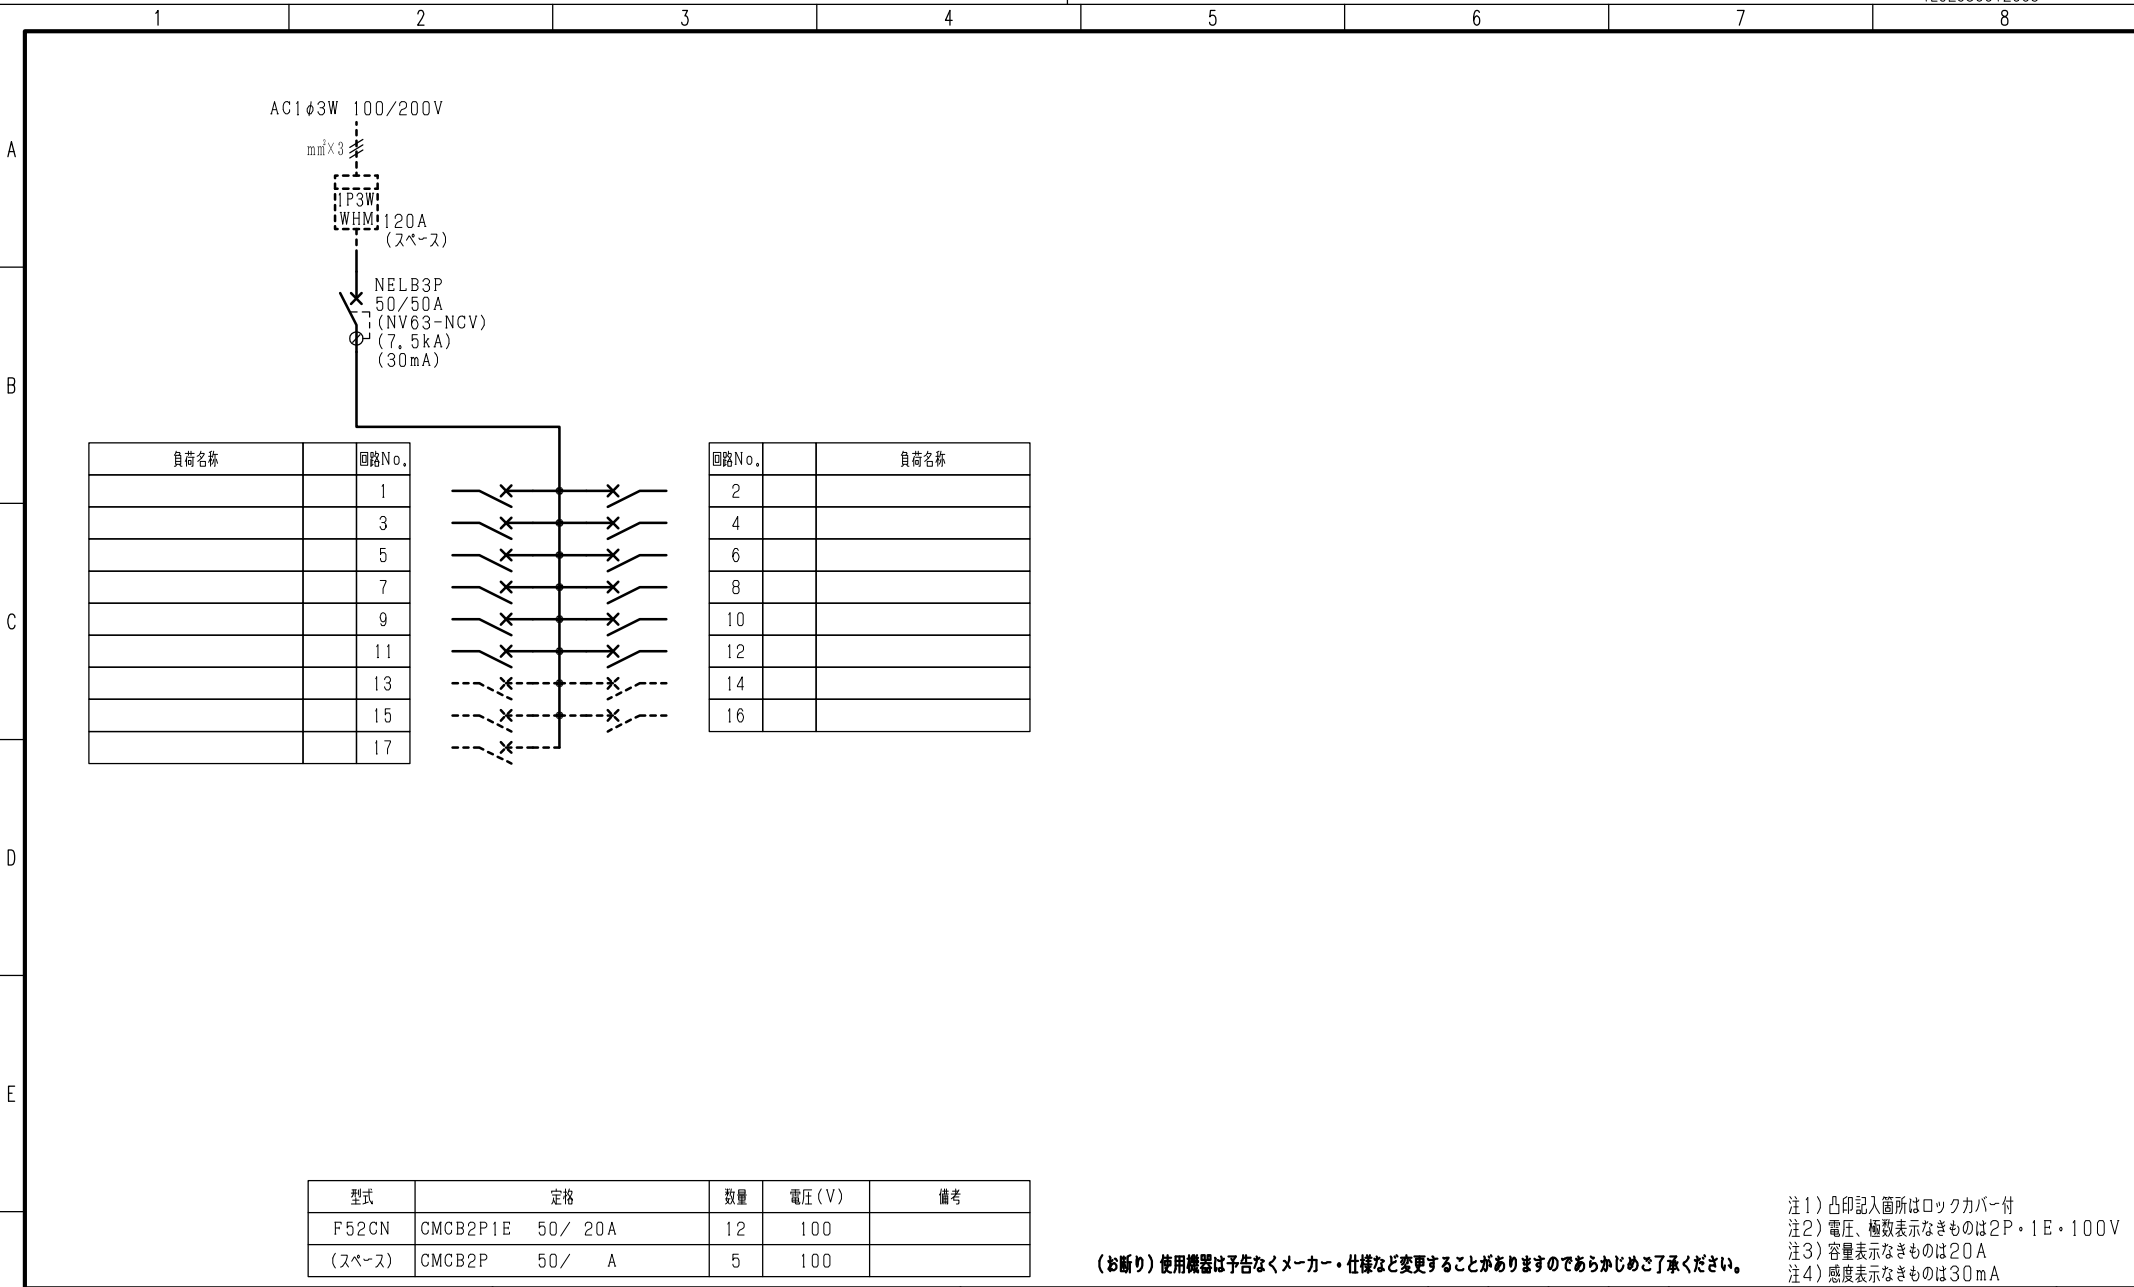 1 2 3 4 5 6 7 8
A
B
C
D
E
AC1φ3W 100/200V
mm²×3
1P3W
WHM
120A
(スペース)
NELB3P
50/50A
(NV63-NCV)
(7.5kA)
(30mA)
負荷名称 回路No.
1
3
5
7
9
11
13
15
17
回路No. 負荷名称
2
4
6
8
10
12
14
16
型式 定格 数量 電圧(V) 備考
F52CN CMCB2P1E 50/ 20A 12 100
(スペース) CMCB2P 50/ A 5 100
(お断り)使用機器は予告なくメーカー・仕様など変更することがありますのであらかじめご了承ください。
注1)凸印記入箇所はロックカバー付
注2)電圧、極数表示なきものは2P・1E・100V
注3)容量表示なきものは20A
注4)感度表示なきものは30mA